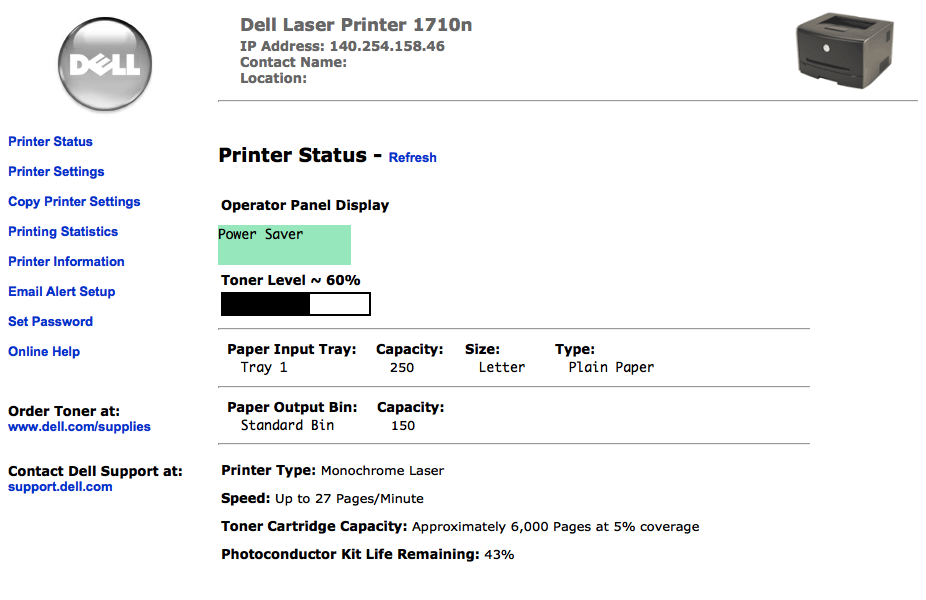 DELL
Dell Laser Printer 1710n
IP Address: 140.254.158.46
Contact Name:
Location:
Printer Status
Printer Settings
Copy Printer Settings
Printing Statistics
Printer Information
Email Alert Setup
Set Password
Online Help
Order Toner at:
www.dell.com/supplies
Contact Dell Support at:
support.dell.com
Printer Status - Refresh
Operator Panel Display
Power Saver
Toner Level ~ 60%
Paper Input Tray: Capacity: Size: Type:
Tray 1 250 Letter Plain Paper
Paper Output Bin: Capacity:
Standard Bin 150
Printer Type: Monochrome Laser
Speed: Up to 27 Pages/Minute
Toner Cartridge Capacity: Approximately 6,000 Pages at 5% coverage
Photoconductor Kit Life Remaining: 43%